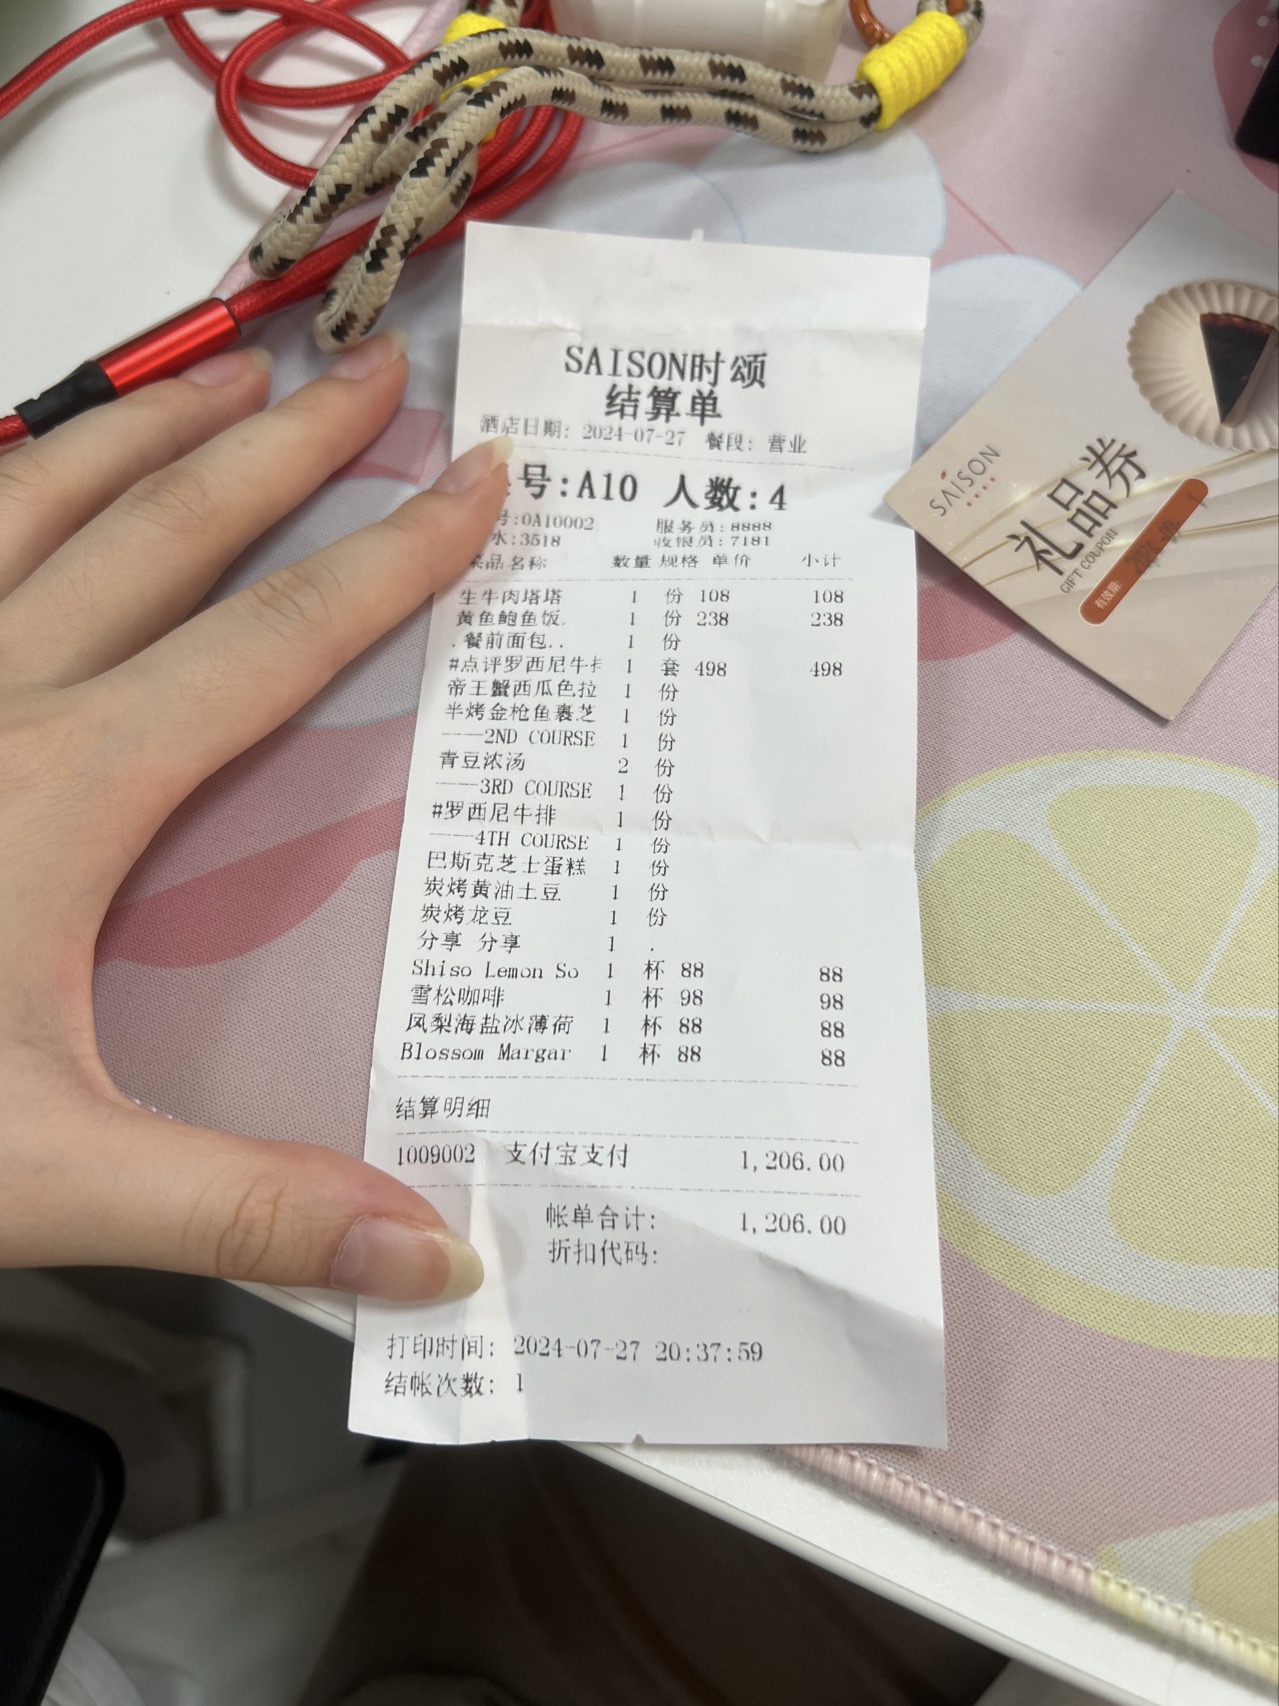 SAISON时颂
结算单
酒店日期: 2024-07-27 餐段: 营业
号:A10 人数:4
号:0A10002 服务员:8888
水:3518 收银员:7181
菜品名称 数量 规格 单价 小计
生牛肉塔塔 1 份 108 108
黄鱼鲍鱼饭. 1 份 238 238
.餐前面包.. 1 份
#点评罗西尼牛扌 1 套 498 498
帝王蟹西瓜色拉 1 份
半烤金枪鱼裹芝 1 份
——2ND COURSE 1 份
青豆浓汤 2 份
——3RD COURSE 1 份
#罗西尼牛排 1 份
——4TH COURSE 1 份
巴斯克芝士蛋糕 1 份
炭烤黄油土豆 1 份
炭烤龙豆 1 份
分享 分享 1 .
Shiso Lemon So 1 杯 88 88
雪松咖啡 1 杯 98 98
凤梨海盐冰薄荷 1 杯 88 88
Blossom Margar 1 杯 88 88
结算明细
1009002 支付宝支付 1,206.00
帐单合计: 1,206.00
折扣代码:
打印时间: 2024-07-27 20:37:59
结帐次数: 1
SAISON
礼品券
GIFT COUPON
有效期: